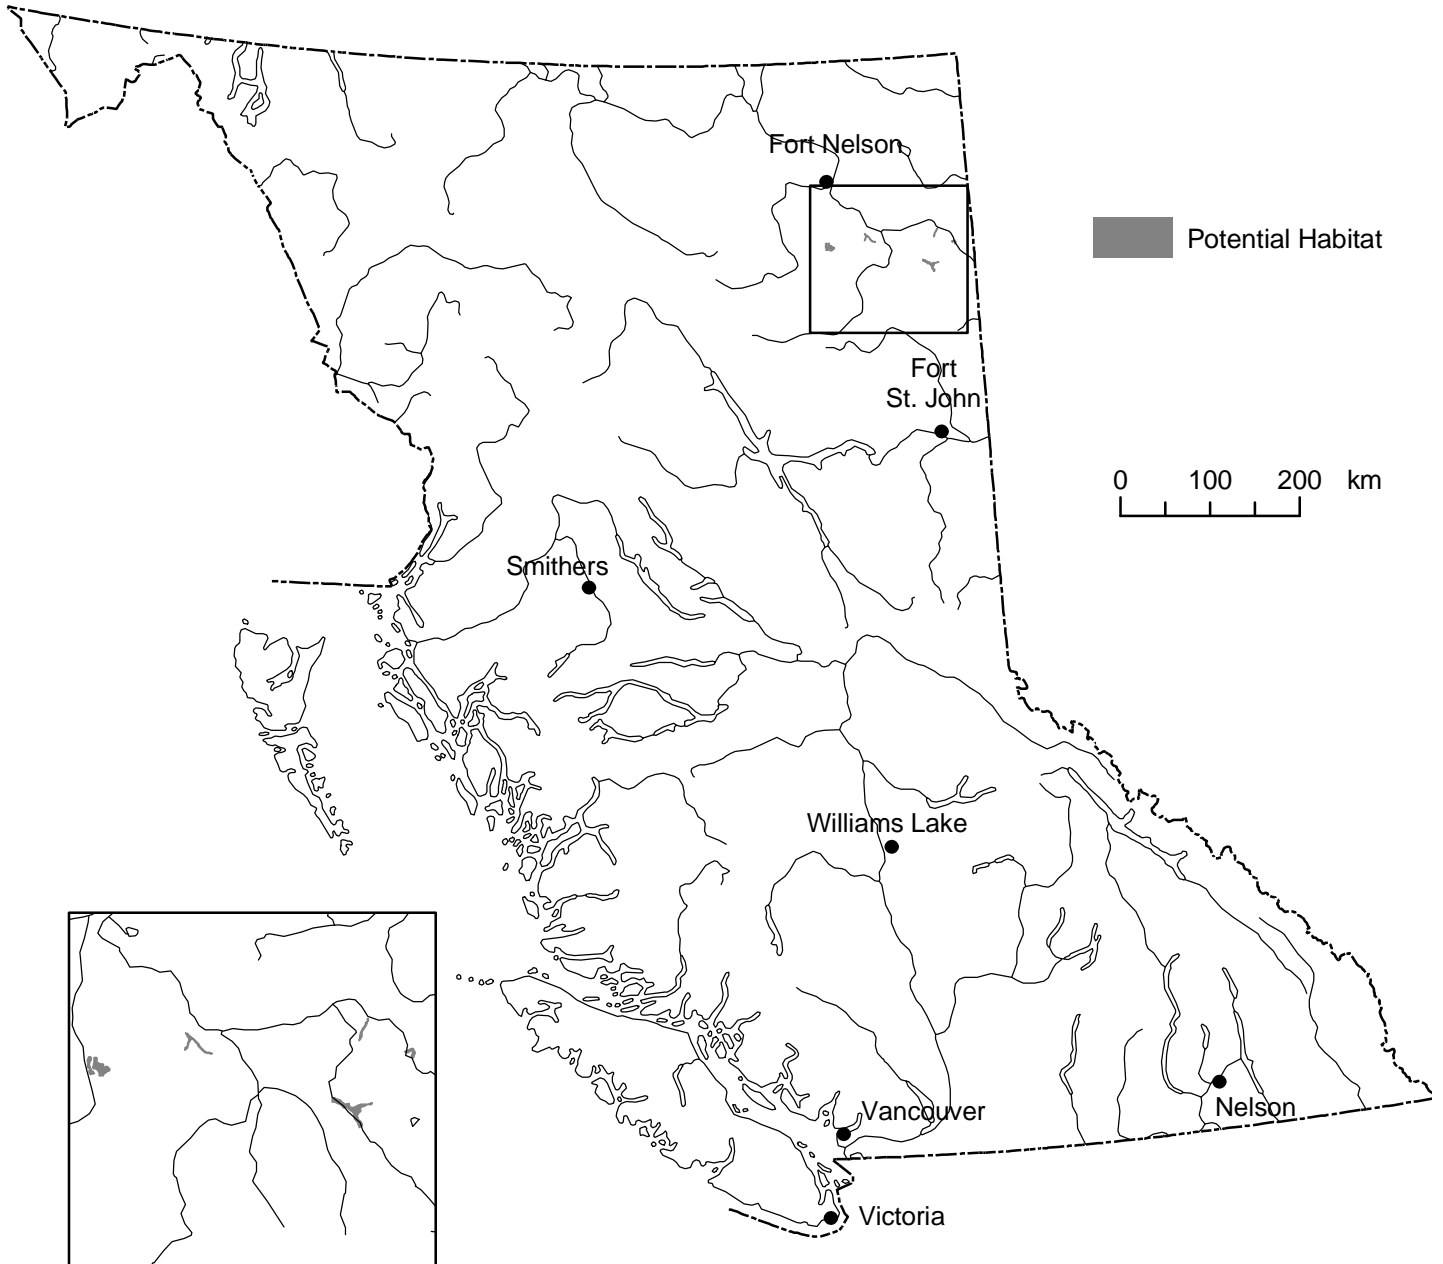 Fort Nelson
Potential Habitat
Fort
St. John
0 100 200 km
Smithers
Williams Lake
Vancouver
Nelson
Victoria